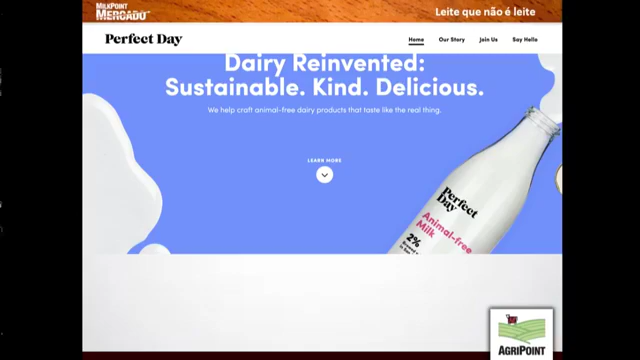 MILKPOINT
MERCADO
Leite que não é leite
Perfect Day
Home
Our Story
Join Us
Say Hello
Dairy Reinvented:
Sustainable. Kind. Delicious.
We help craft animal-free dairy products that taste like the real thing.
LEARN MORE
Perfect
Day
Animal-free
Milk
2%
AGRIPOINT